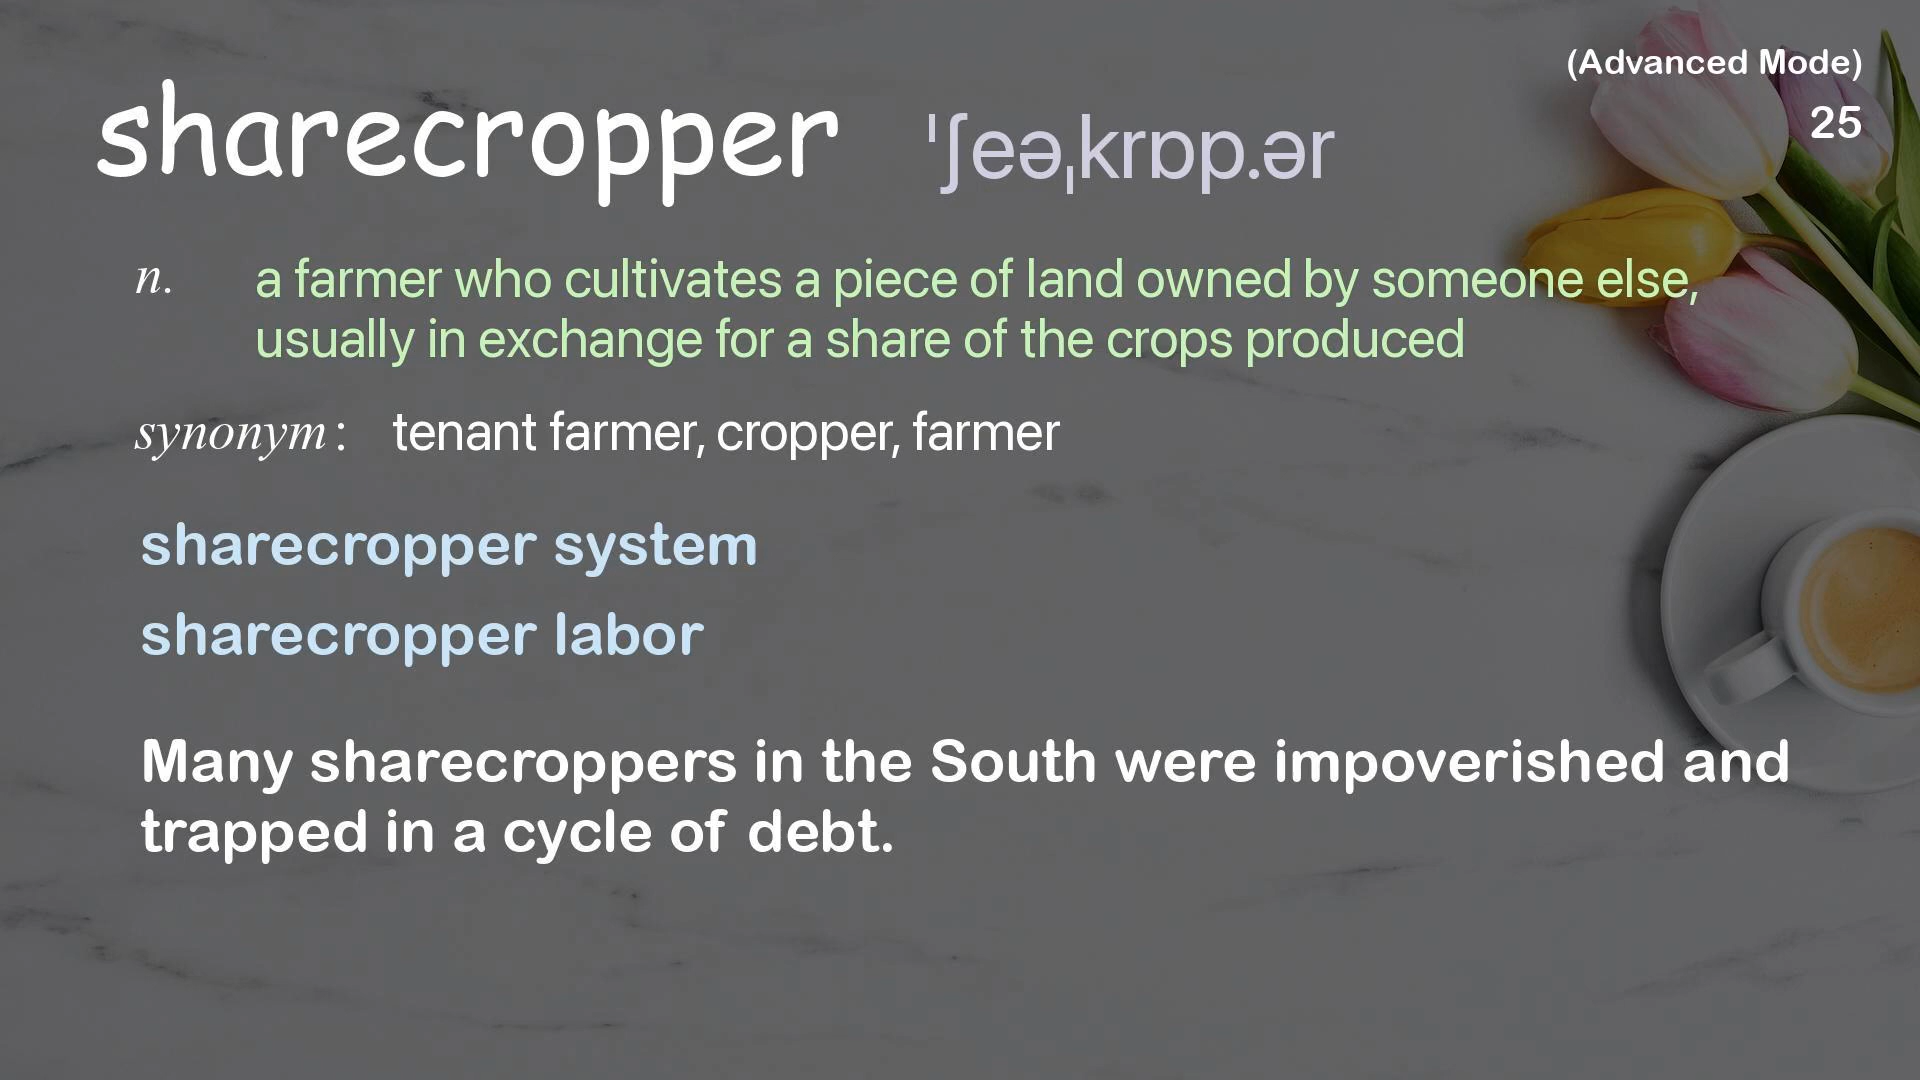 (Advanced Mode)
sharecropper ˈʃeəˌkrɒp.ər
25
n. a farmer who cultivates a piece of land owned by someone else,
usually in exchange for a share of the crops produced
synonym: tenant farmer, cropper, farmer
sharecropper system
sharecropper labor
Many sharecroppers in the South were impoverished and
trapped in a cycle of debt.